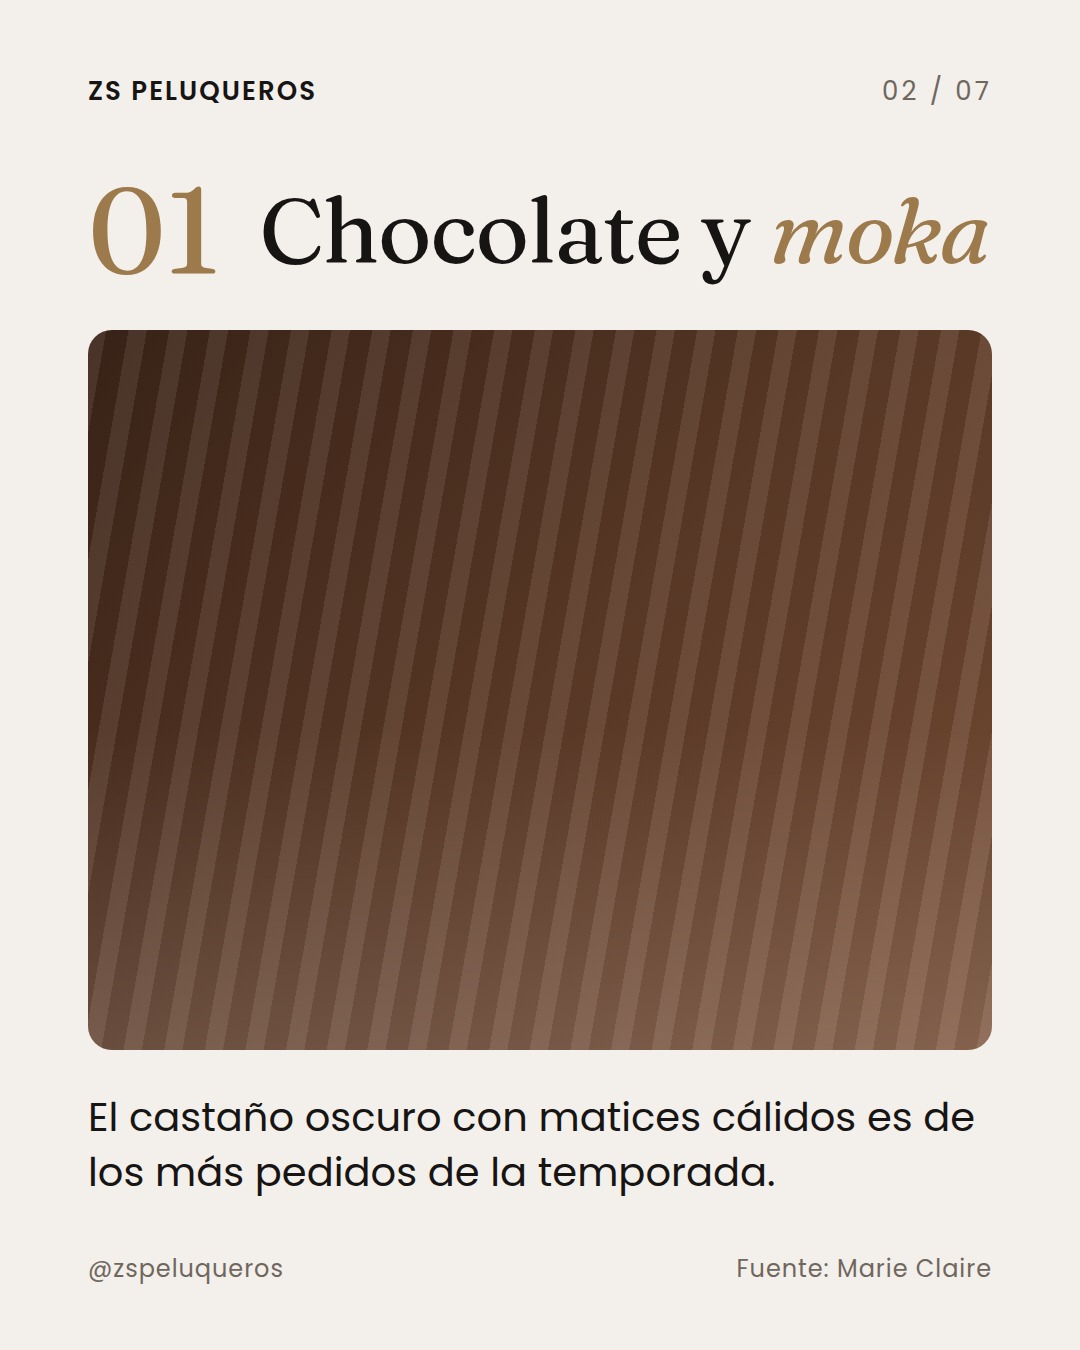 ZS PELUQUEROS
02 / 07
01 Chocolate y moka
El castaño oscuro con matices cálidos es de
los más pedidos de la temporada.
@zspeluqueros
Fuente: Marie Claire